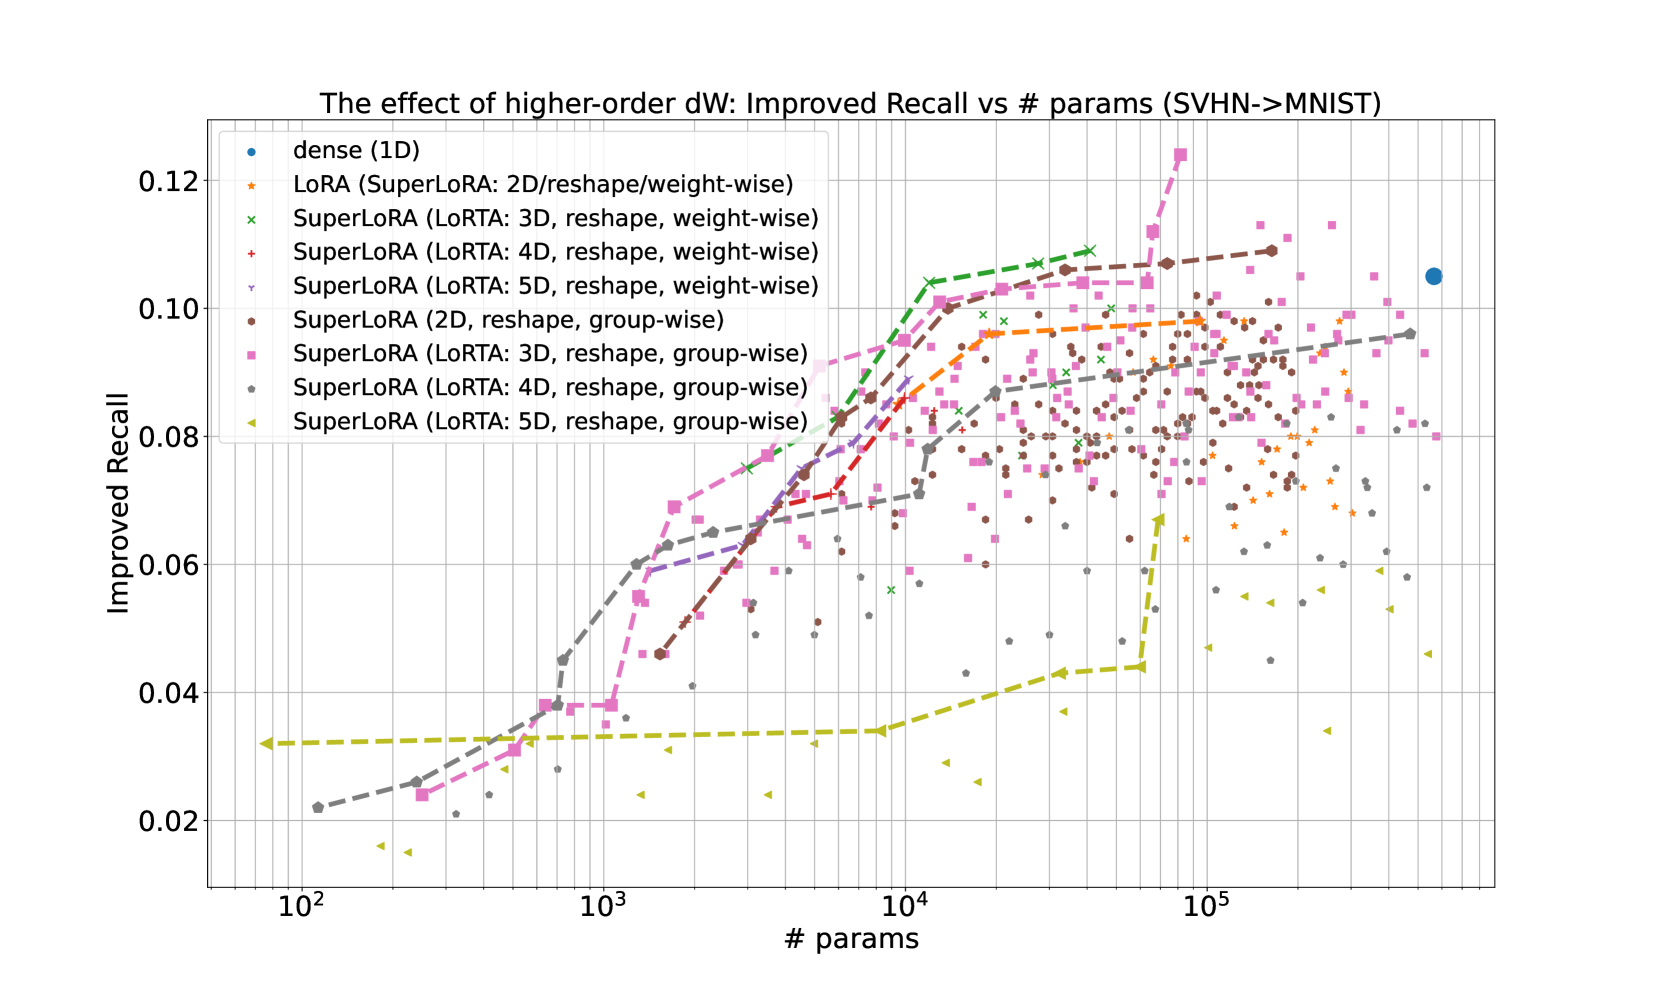 The effect of higher-order dW: Improved Recall vs # params (SVHN->MNIST)
dense (1D)
LoRA (SuperLoRA: 2D/reshape/weight-wise)
SuperLoRA (LoRTA: 3D, reshape, weight-wise)
SuperLoRA (LoRTA: 4D, reshape, weight-wise)
SuperLoRA (LoRTA: 5D, reshape, weight-wise)
SuperLoRA (2D, reshape, group-wise)
SuperLoRA (LoRTA: 3D, reshape, group-wise)
SuperLoRA (LoRTA: 4D, reshape, group-wise)
SuperLoRA (LoRTA: 5D, reshape, group-wise)
Improved Recall
0.12
0.10
0.08
0.06
0.04
0.02
10² 10³ 10⁴ 10⁵
# params